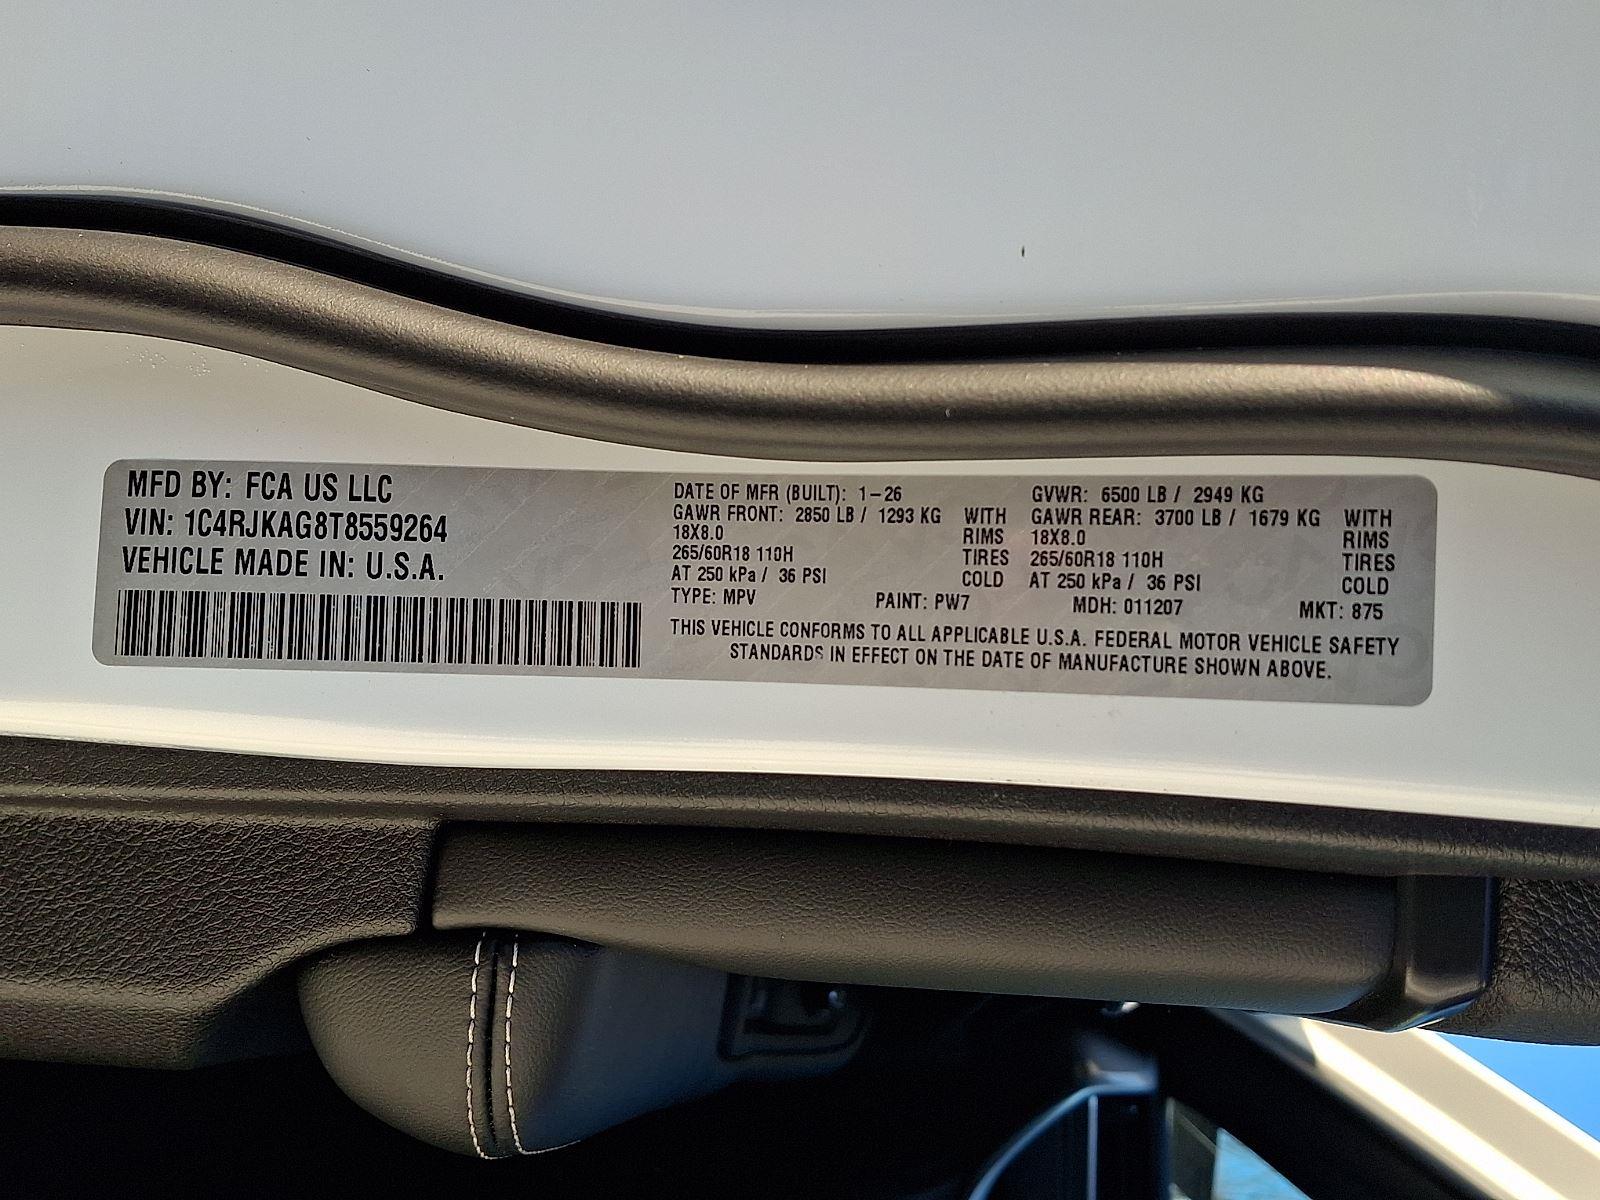 MFD BY: FCA US LLC
VIN: 1C4RJKAG8T8559264
VEHICLE MADE IN: U.S.A.
DATE OF MFR (BUILT): 1-26 GVWR: 6500 LB / 2949 KG
GAWR FRONT: 2850 LB / 1293 KG WITH GAWR REAR: 3700 LB / 1679 KG WITH
18X8.0 RIMS 18X8.0 RIMS
265/60R18 110H TIRES 265/60R18 110H TIRES
AT 250 kPa / 36 PSI COLD AT 250 kPa / 36 PSI COLD
TYPE: MPV PAINT: PW7 MDH: 011207 MKT: 875
THIS VEHICLE CONFORMS TO ALL APPLICABLE U.S.A. FEDERAL MOTOR VEHICLE SAFETY
STANDARDS IN EFFECT ON THE DATE OF MANUFACTURE SHOWN ABOVE.